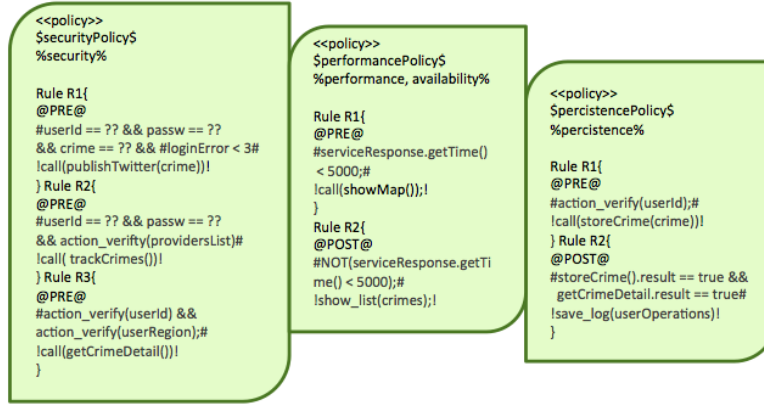 <<policy>>
$securityPolicy$
%security%
Rule R1{
@PRE@
#userId == ?? && passw == ??
&& crime == ?? && #loginError < 3#
!call(publishTwitter(crime))!
} Rule R2{
@PRE@
#userId == ?? && passw == ??
&& action_verifty(providersList)#
!call( trackCrimes())!
} Rule R3{
@PRE@
#action_verify(userId) &&
action_verify(userRegion);#
!call(getCrimeDetail())!
}
<<policy>>
$performancePolicy$
%performance, availability%
Rule R1{
@PRE@
#serviceResponse.getTime()
< 5000;#
!call(showMap());!
}
Rule R2{
@POST@
#NOT(serviceResponse.getTi
me() < 5000);#
!show_list(crimes);!
<<policy>>
$percistencePolicy$
%percistence%
Rule R1{
@PRE@
#action_verify(userId);#
!call(storeCrime(crime))!
} Rule R2{
@POST@
#storeCrime().result == true &&
getCrimeDetail.result == true#
!save_log(userOperations)!
}